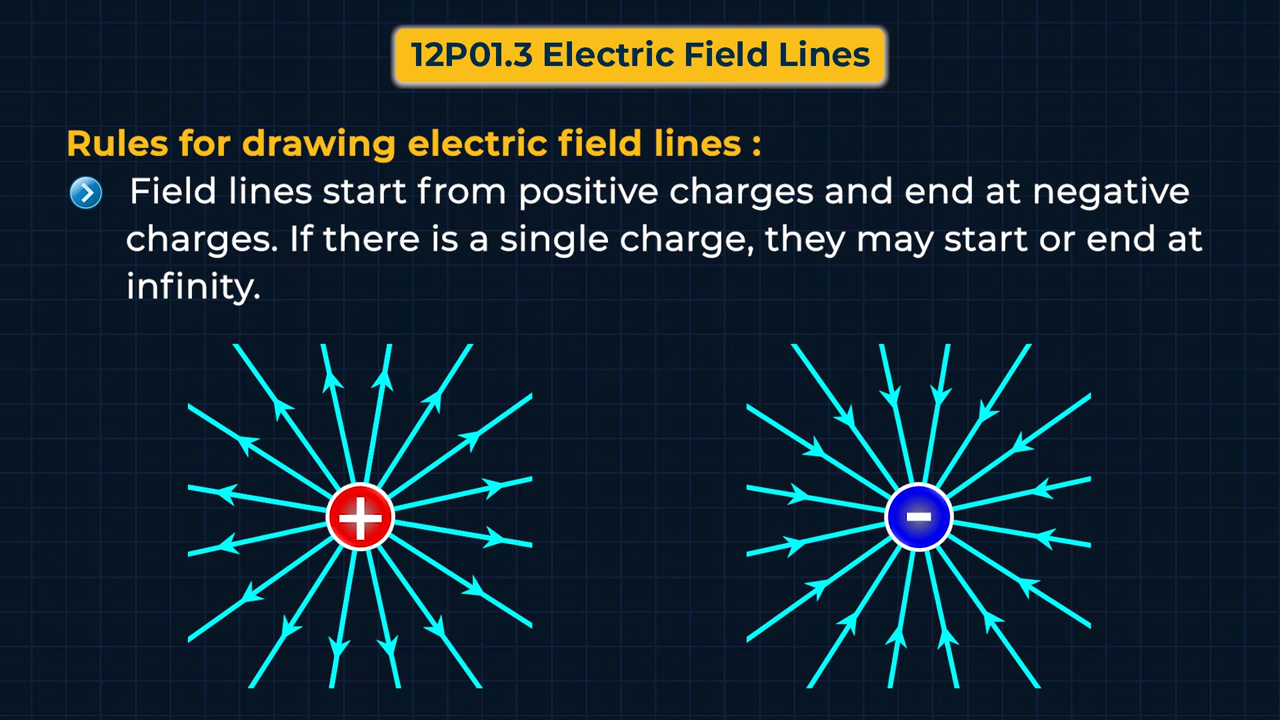 12P01.3 Electric Field Lines
Rules for drawing electric field lines :
Field lines start from positive charges and end at negative
charges. If there is a single charge, they may start or end at
infinity.
+
-